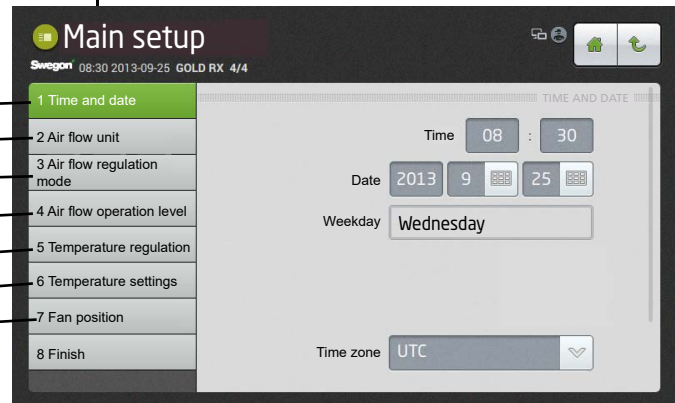 Main setup
Swegon 08:30 2013-09-25 GOLD RX 4/4
1 Time and date
2 Air flow unit
3 Air flow regulation
mode
4 Air flow operation level
5 Temperature regulation
6 Temperature settings
7 Fan position
8 Finish
TIME AND DATE
Time 08 : 30
Date 2013 9 25
Weekday Wednesday
Time zone UTC